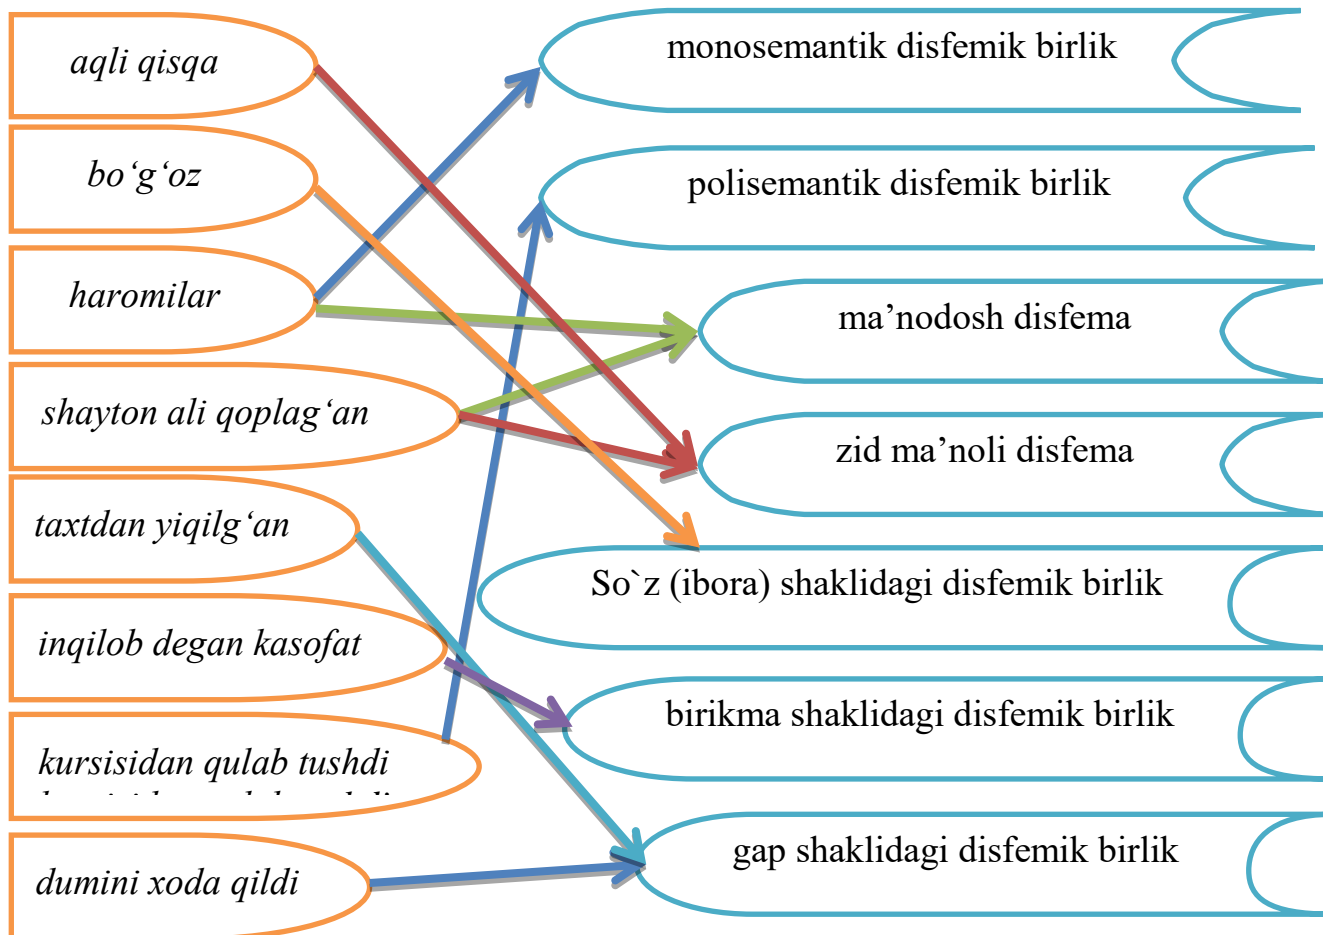 aqli qisqa
bo‘g‘oz
haromilar
shayton ali qoplag‘an
taxtdan yiqilg‘an
inqilob degan kasofat
kursisidan qulab tushdi
dumini xoda qildi
monosemantik disfemik birlik
polisemantik disfemik birlik
ma’nodosh disfema
zid ma’noli disfema
So`z (ibora) shaklidagi disfemik birlik
birikma shaklidagi disfemik birlik
gap shaklidagi disfemik birlik